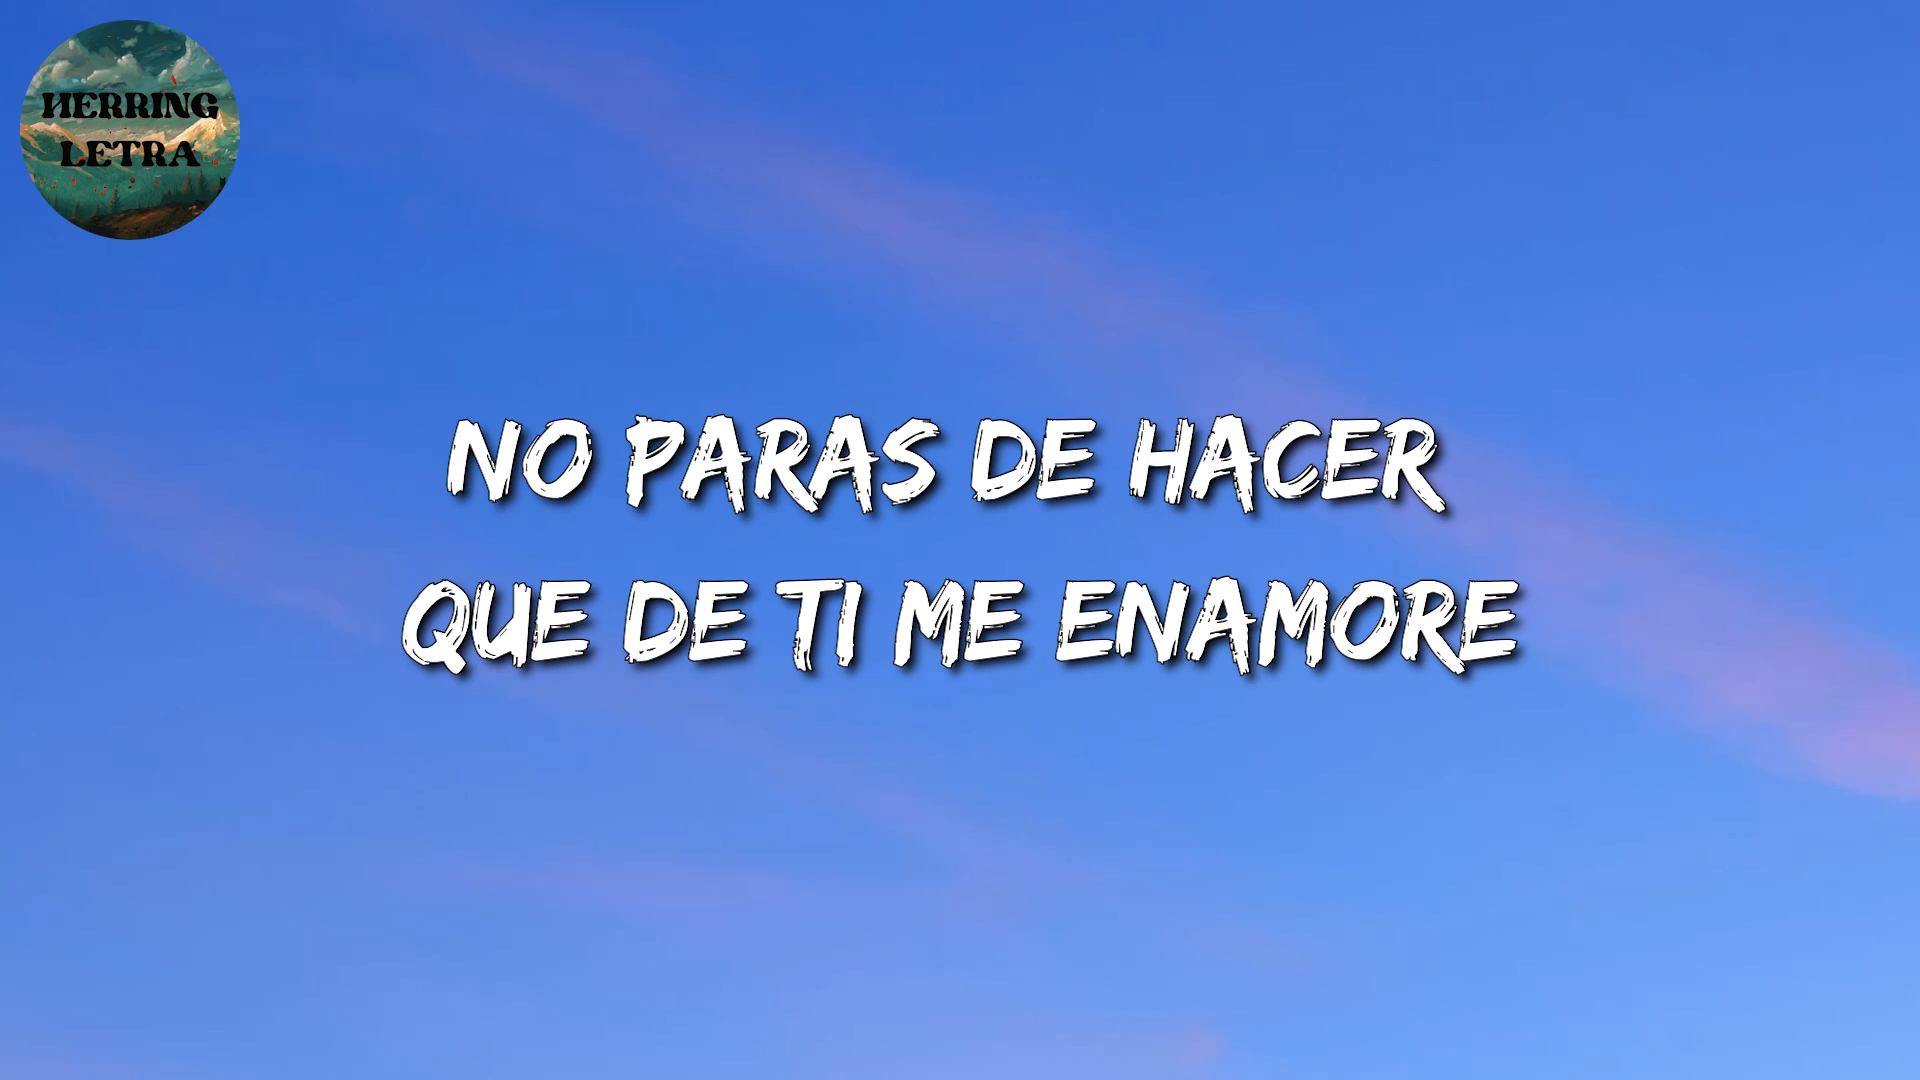 HERRING
LETRA
NO PARAS DE HACER
QUE DE TI ME ENAMORE